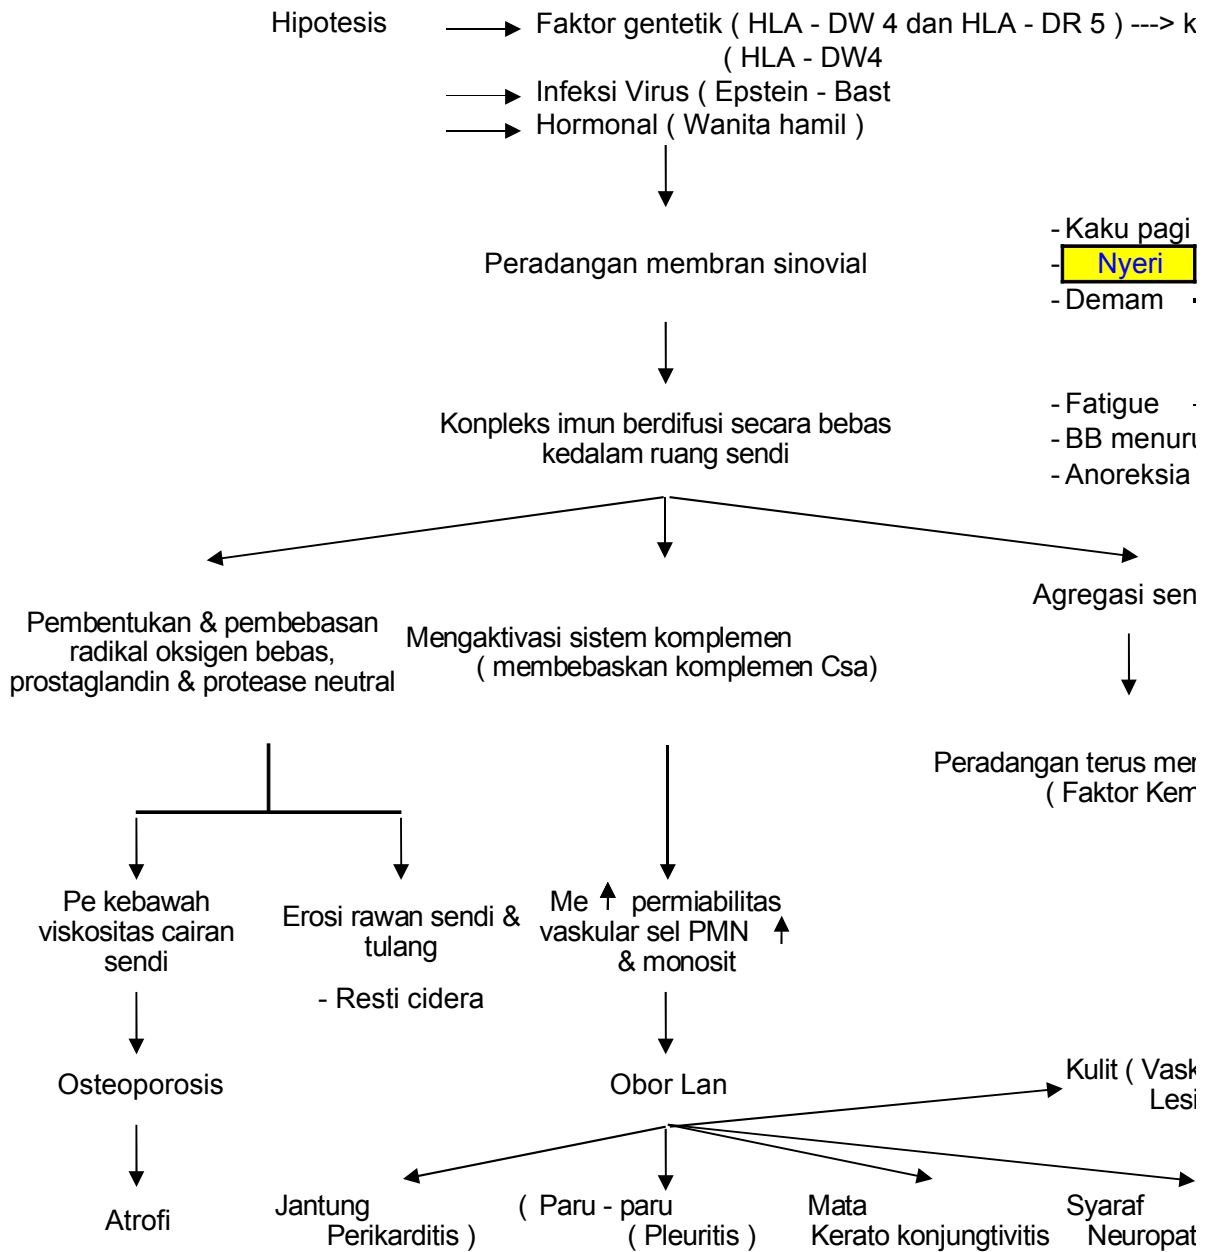 Hipotesis
Faktor gentetik ( HLA - DW 4 dan HLA - DR 5 ) ---> k
( HLA - DW4
Infeksi Virus ( Epstein - Bast
Hormonal ( Wanita hamil )
Peradangan membran sinovial
- Kaku pagi
- Nyeri
- Demam
Konpleks imun berdifusi secara bebas
kedalam ruang sendi
- Fatigue -
- BB menuru
- Anoreksia
Pembentukan & pembebasan
radikal oksigen bebas,
prostaglandin & protease neutral
Mengaktivasi sistem komplemen
( membebaskan komplemen Csa)
Agregasi sen
Peradangan terus mer
( Faktor Kem
Pe kebawah
viskositas cairan
sendi
Erosi rawan sendi &
tulang
- Resti cidera
Me permiabilitas
vaskular sel PMN
& monosit
Osteoporosis
Obor Lan
Kulit ( Vask
Lesi
Atrofi
Jantung
Perikarditis )
( Paru - paru
( Pleuritis )
Mata
Kerato konjungtivitis
Syaraf
Neuropat